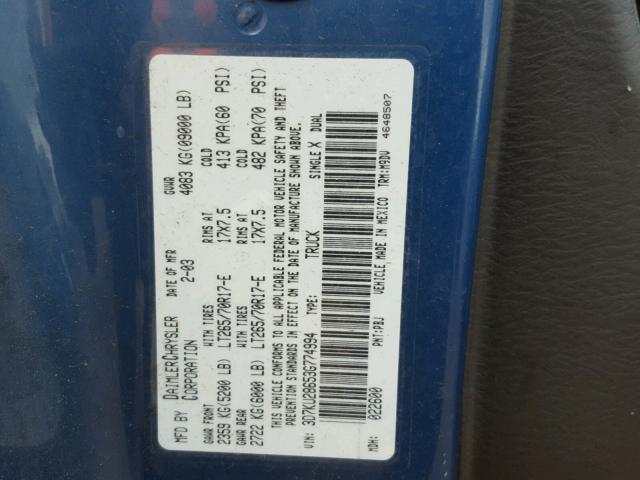 MFD BY DAIMLERCHRYSLER CORPORATION DATE OF MFR 2-03 GVWR 4083 KG(09000 LB)
GAWR FRONT WITH TIRES RIMS AT COLD
2359 KG(5200 LB) LT265/70R17-E 17X7.5 413 KPA(60 PSI)
GAWR REAR WITH TIRES RIMS AT COLD
2722 KG(6000 LB) LT265/70R17-E 17X7.5 482 KPA(70 PSI)
THIS VEHICLE CONFORMS TO ALL APPLICABLE FEDERAL MOTOR VEHICLE SAFETY AND THEFT
PREVENTION STANDARDS IN EFFECT ON THE DATE OF MANUFACTURE SHOWN ABOVE.
VIN: 3D7KU28653G774994 TYPE: TRUCK SINGLE X DUAL
MDH: 022600 PNT:PBJ VEHICLE MADE IN MEXICO TRM:M9DV 4648507